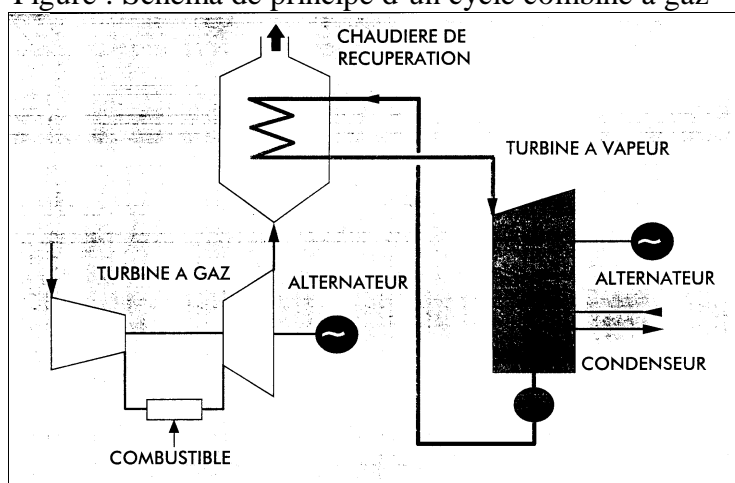 Figure : Schéma de principe d'un cycle combiné à gaz
CHAUDIERE DE
RECUPERATION
TURBINE A VAPEUR
TURBINE A GAZ
ALTERNATEUR
ALTERNATEUR
CONDENSEUR
COMBUSTIBLE